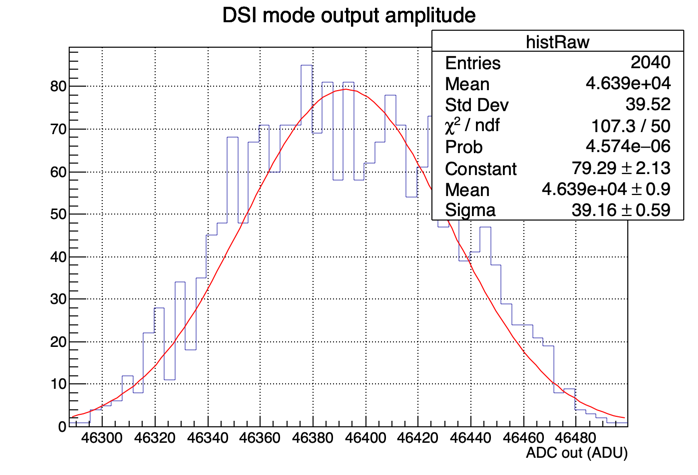 DSI mode output amplitude
histRaw
Entries 2040
Mean 4.639e+04
Std Dev 39.52
χ² / ndf 107.3 / 50
Prob 4.574e−06
Constant 79.29 ± 2.13
Mean 4.639e+04 ± 0.9
Sigma 39.16 ± 0.59
80
70
60
50
40
30
20
10
0
46300 46320 46340 46360 46380 46400 46420 46440 46460 46480
ADC out (ADU)